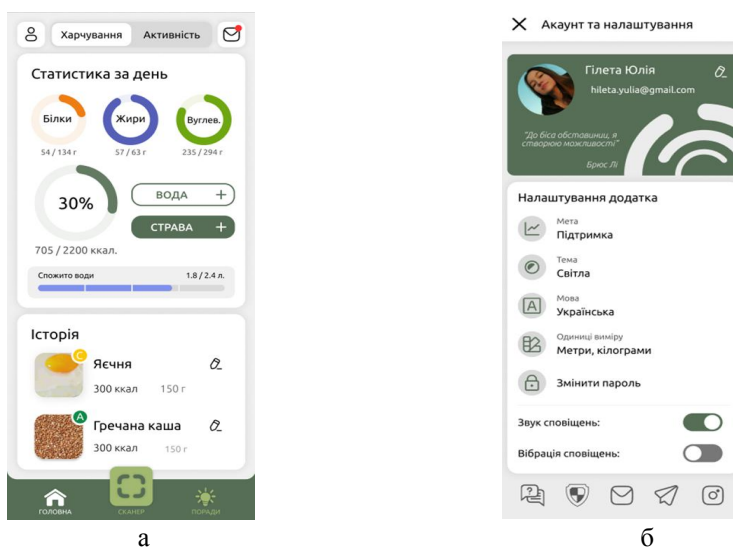 Харчування Активність
Статистика за день
Білки Жири Вуглев.
54 / 134 г 57 / 63 г 235 / 294 г
30%
ВОДА +
СТРАВА +
705 / 2200 ккал.
Спожито води 1.8 / 2.4 л.
Історія
C
Яєчня
300 ккал 150 г
A
Гречана каша
300 ккал 150 г
ГОЛОВНА СКАНЕР ПОРАДИ
а
Акаунт та налаштування
Гілета Юлія
hileta.yulia@gmail.com
"До біса обставини, я
створюю можливості"
Брюс Лі
Налаштування додатка
Мета
Підтримка
Тема
Світла
A
Мова
Українська
Одиниці виміру
Метри, кілограми
Змінити пароль
Звук сповіщень:
Вібрація сповіщень:
б